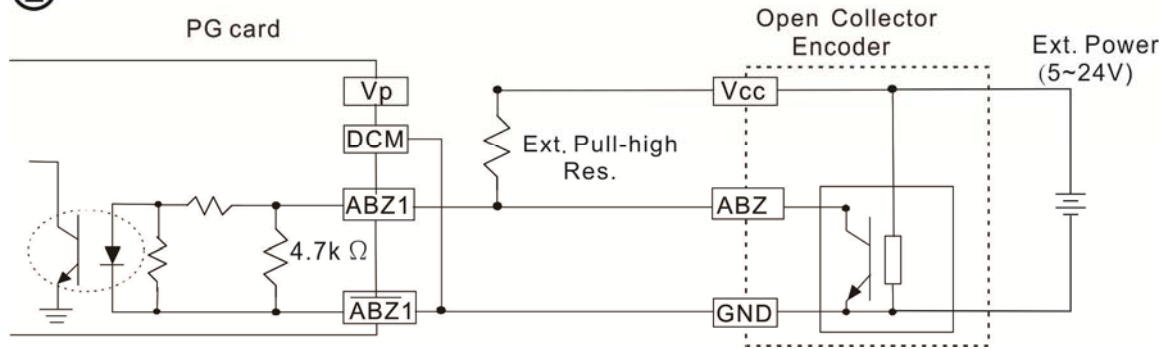 PG card
Open Collector
Encoder
Ext. Power
(5~24V)
Vp
Vcc
DCM
Ext. Pull-high
Res.
ABZ1
ABZ
4.7k Ω
A̅B̅Z̅1̅
GND